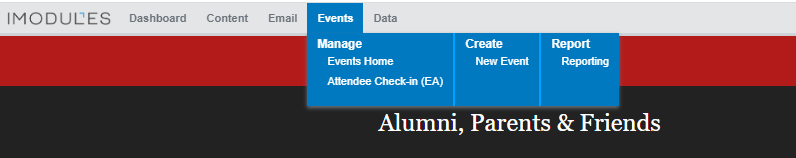 IMODULES Dashboard Content Email Events Data
Manage Create Report
Events Home New Event Reporting
Attendee Check-in (EA)
Alumni, Parents & Friends